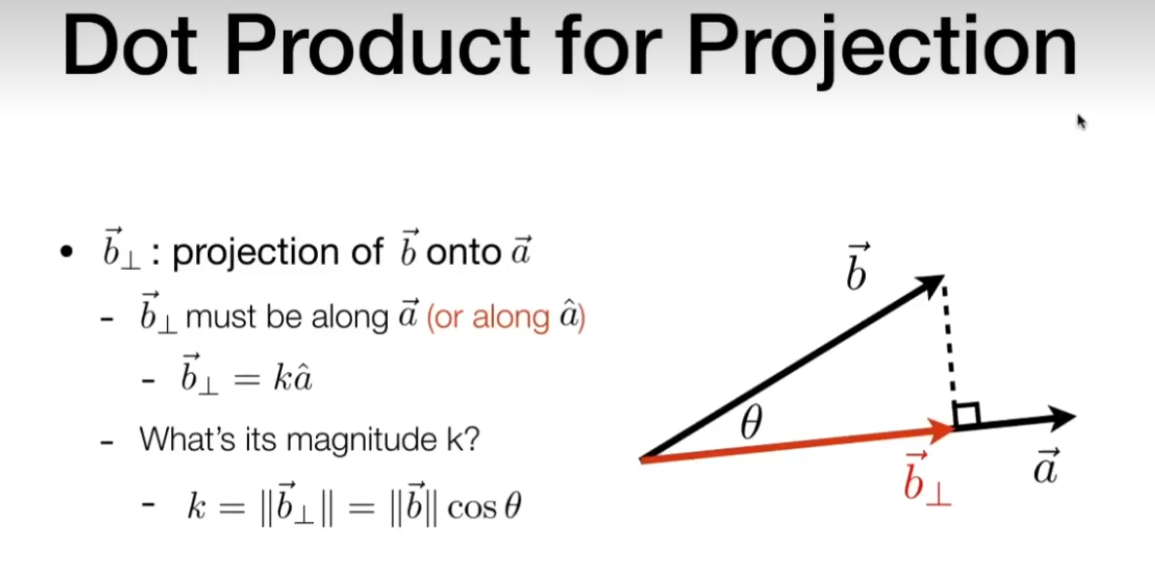 Dot Product for Projection
• $\vec{b}_\perp$ : projection of $\vec{b}$ onto $\vec{a}$
- $\vec{b}_\perp$ must be along $\vec{a}$ (or along $\hat{a}$)
- $\vec{b}_\perp = k\hat{a}$
- What's its magnitude k?
- $k = \|\vec{b}_\perp\| = \|\vec{b}\| \cos\theta$
$\vec{b}$
$\theta$
$\vec{b}_\perp$
$\vec{a}$